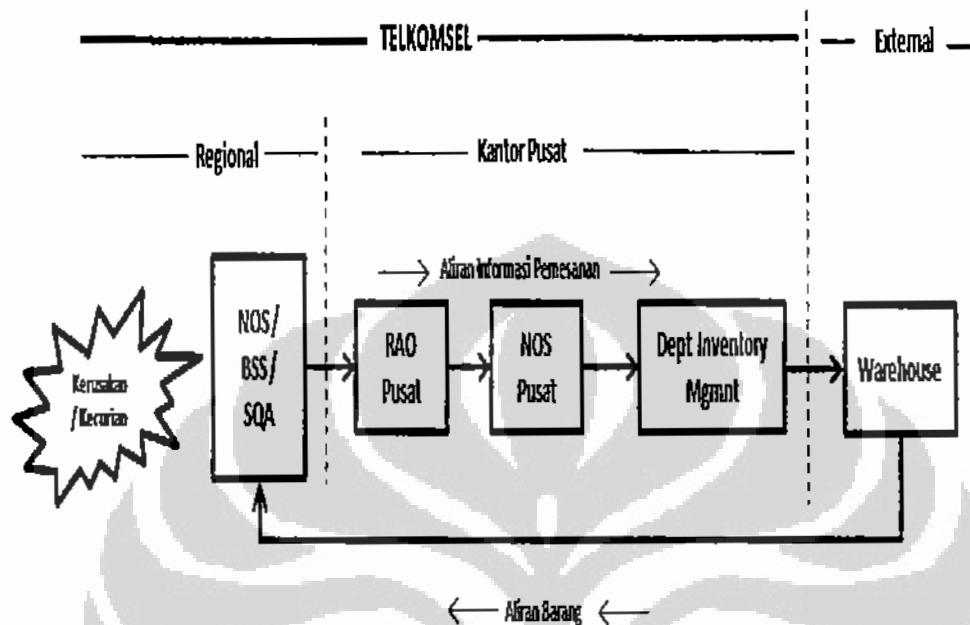 TELKOMSEL
External
Regional
Kantor Pusat
Aliran Informasi Pemesanan
Kerusakan
/ Kecurian
NOS/
BSS/
SQA
RAO
Pusat
NOS
Pusat
Dept Inventory
Mgmnt
Warehouse
Aliran Barang